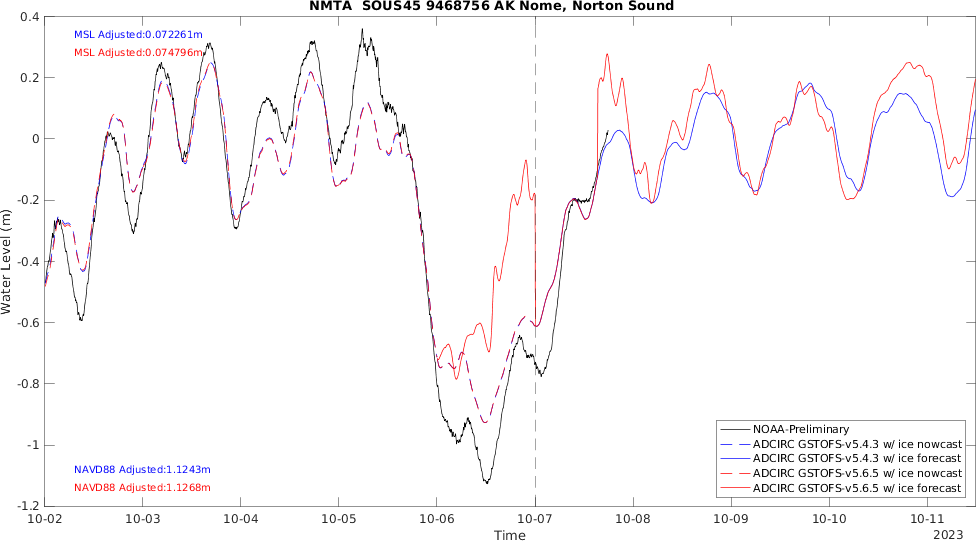 NMTA  SOUS45 9468756 AK Nome, Norton Sound
MSL Adjusted:0.072261m
MSL Adjusted:0.074796m
0.4
0.2
0
-0.2
-0.4
-0.6
-0.8
-1
-1.2
Water Level (m)
NAVD88 Adjusted:1.1243m
NAVD88 Adjusted:1.1268m
NOAA-Preliminary
ADCIRC GSTOFS-v5.4.3 w/ ice nowcast
ADCIRC GSTOFS-v5.4.3 w/ ice forecast
ADCIRC GSTOFS-v5.6.5 w/ ice nowcast
ADCIRC GSTOFS-v5.6.5 w/ ice forecast
10-02 10-03 10-04 10-05 10-06 10-07 10-08 10-09 10-10 10-11
Time
2023